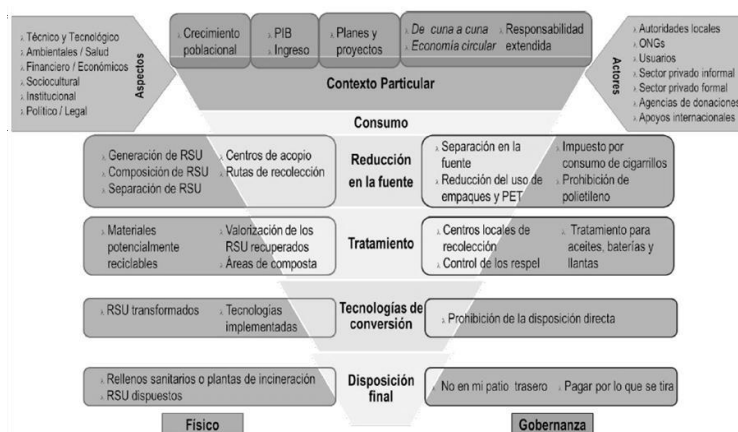 Técnico y Tecnológico
Ambientales / Salud
Financiero / Económicos
Sociocultural
Institucional
Político / Legal
Aspectos
Crecimiento
poblacional
PIB
Ingreso
Planes y
proyectos
De cuna a cuna
Economía circular
Responsabilidad
extendida
Actores
Autoridades locales
ONGs
Usuarios
Sector privado informal
Sector privado formal
Agencias de donaciones
Apoyos internacionales
Contexto Particular
Consumo
Generación de RSU
Composición de RSU
Separación de RSU
Centros de acopio
Rutas de recolección
Reducción
en la fuente
Separación en la
fuente
Reducción del uso de
empaques y PET
Impuesto por
consumo de cigarrillos
Prohibición de
polietileno
Materiales
potencialmente
reciclables
Valorización de los
RSU recuperados
Áreas de composta
Tratamiento
Centros locales de
recolección
Control de los respel
Tratamiento para
aceites, baterías y
llantas
RSU transformados
Tecnologías
implementadas
Tecnologías de
conversión
Prohibición de la disposición directa
Rellenos sanitarios o plantas de incineración
RSU dispuestos
Disposición
final
No en mi patio trasero
Pagar por lo que se tira
Físico
Gobernanza